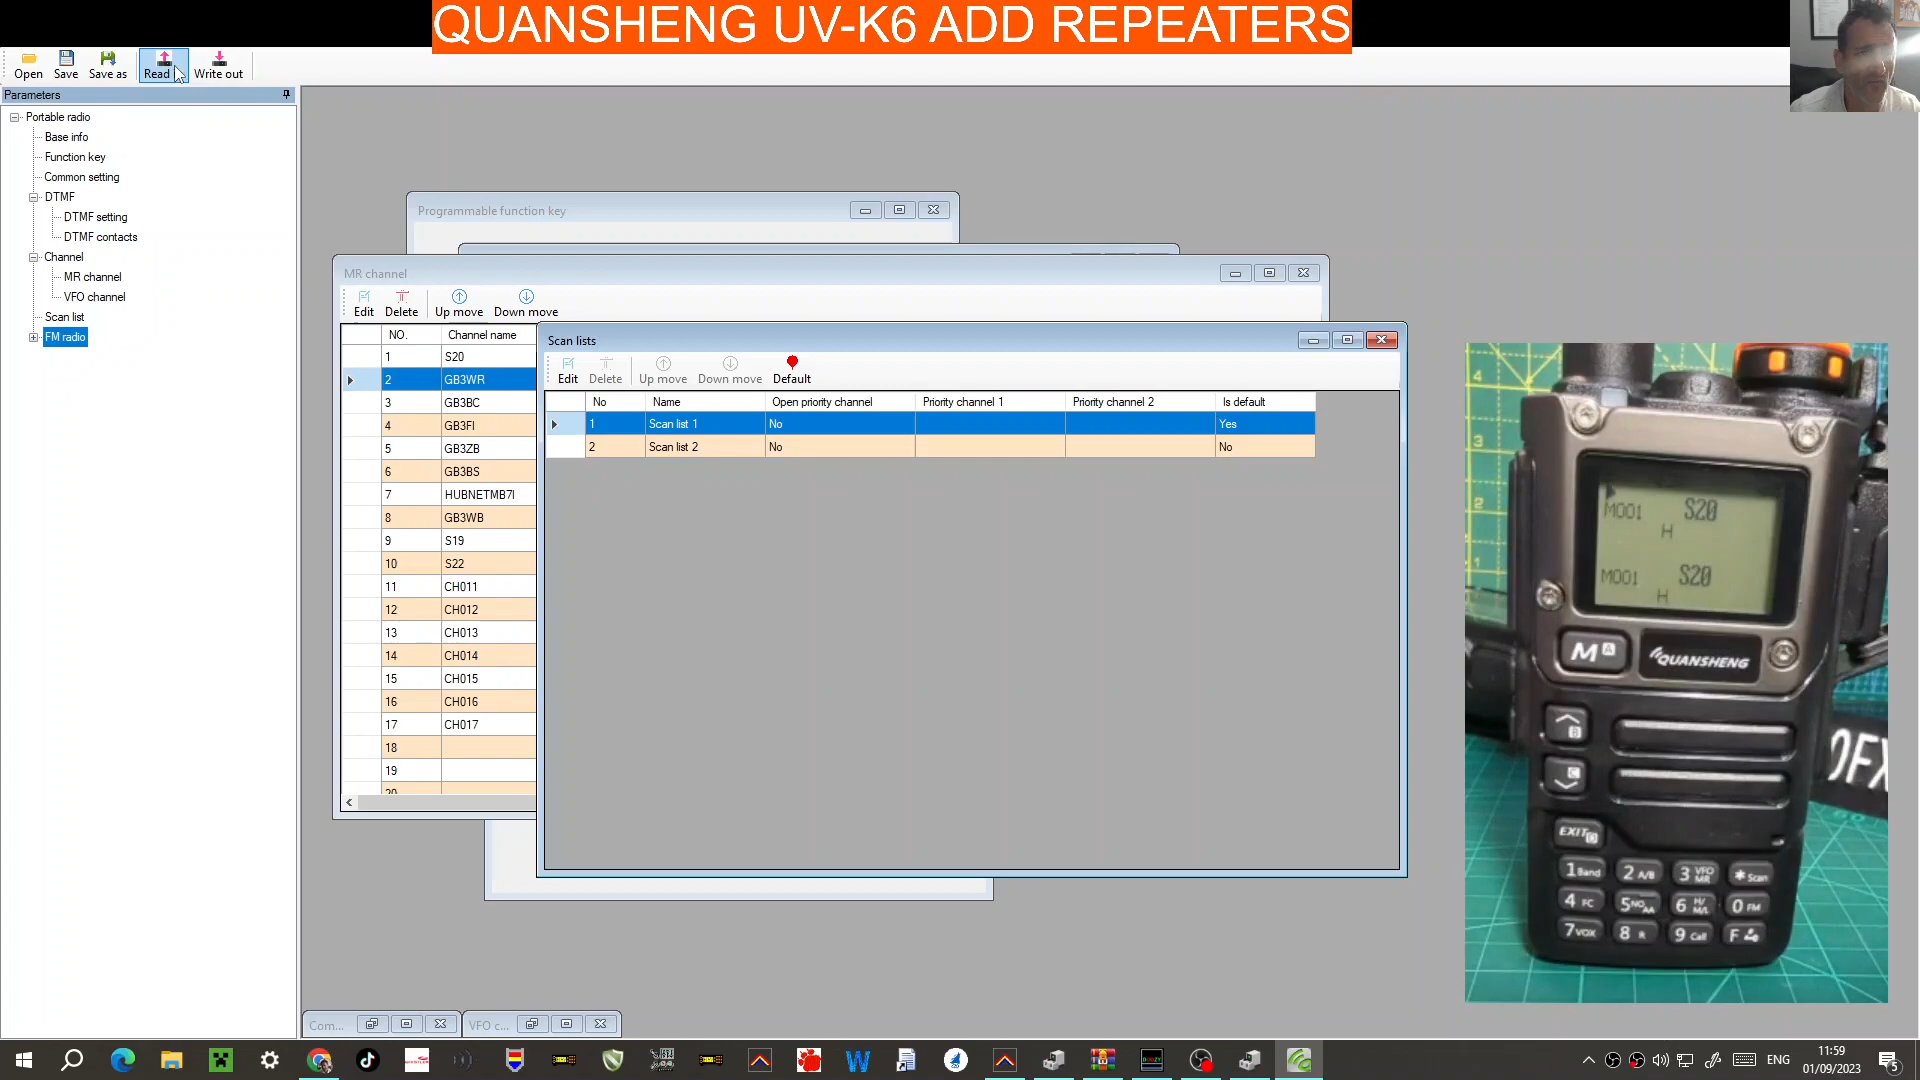 QUANSHENG UV-K6 ADD REPEATERS
Open Save Save as Read Write out
Parameters
Portable radio
Base info
Function key
Common setting
DTMF
DTMF setting
DTMF contacts
Channel
MR channel
VFO channel
Scan list
FM radio
Programmable function key
MR channel
Edit Delete Up move Down move
NO. Channel name
1 S20
2 GB3WR
3 GB3BC
4 GB3FI
5 GB3ZB
6 GB3BS
7 HUBNETMB7I
8 GB3WB
9 S19
10 S22
11 CH011
12 CH012
13 CH013
14 CH014
15 CH015
16 CH016
17 CH017
18
19
20
Scan lists
Edit Delete Up move Down move Default
No Name Open priority channel Priority channel 1 Priority channel 2 Is default
1 Scan list 1 No Yes
2 Scan list 2 No No
Com...
VFO c...
M001 S20
H
M001 S20
H
M A
QUANSHENG
B
C
EXIT D
1 Band 2 A/B 3 VFO MR * Scan
4 FC 5 NOAA 6 H/M/L 0 FM
7 VOX 8 R 9 Call F
OFX
ENG
11:59
01/09/2023
5